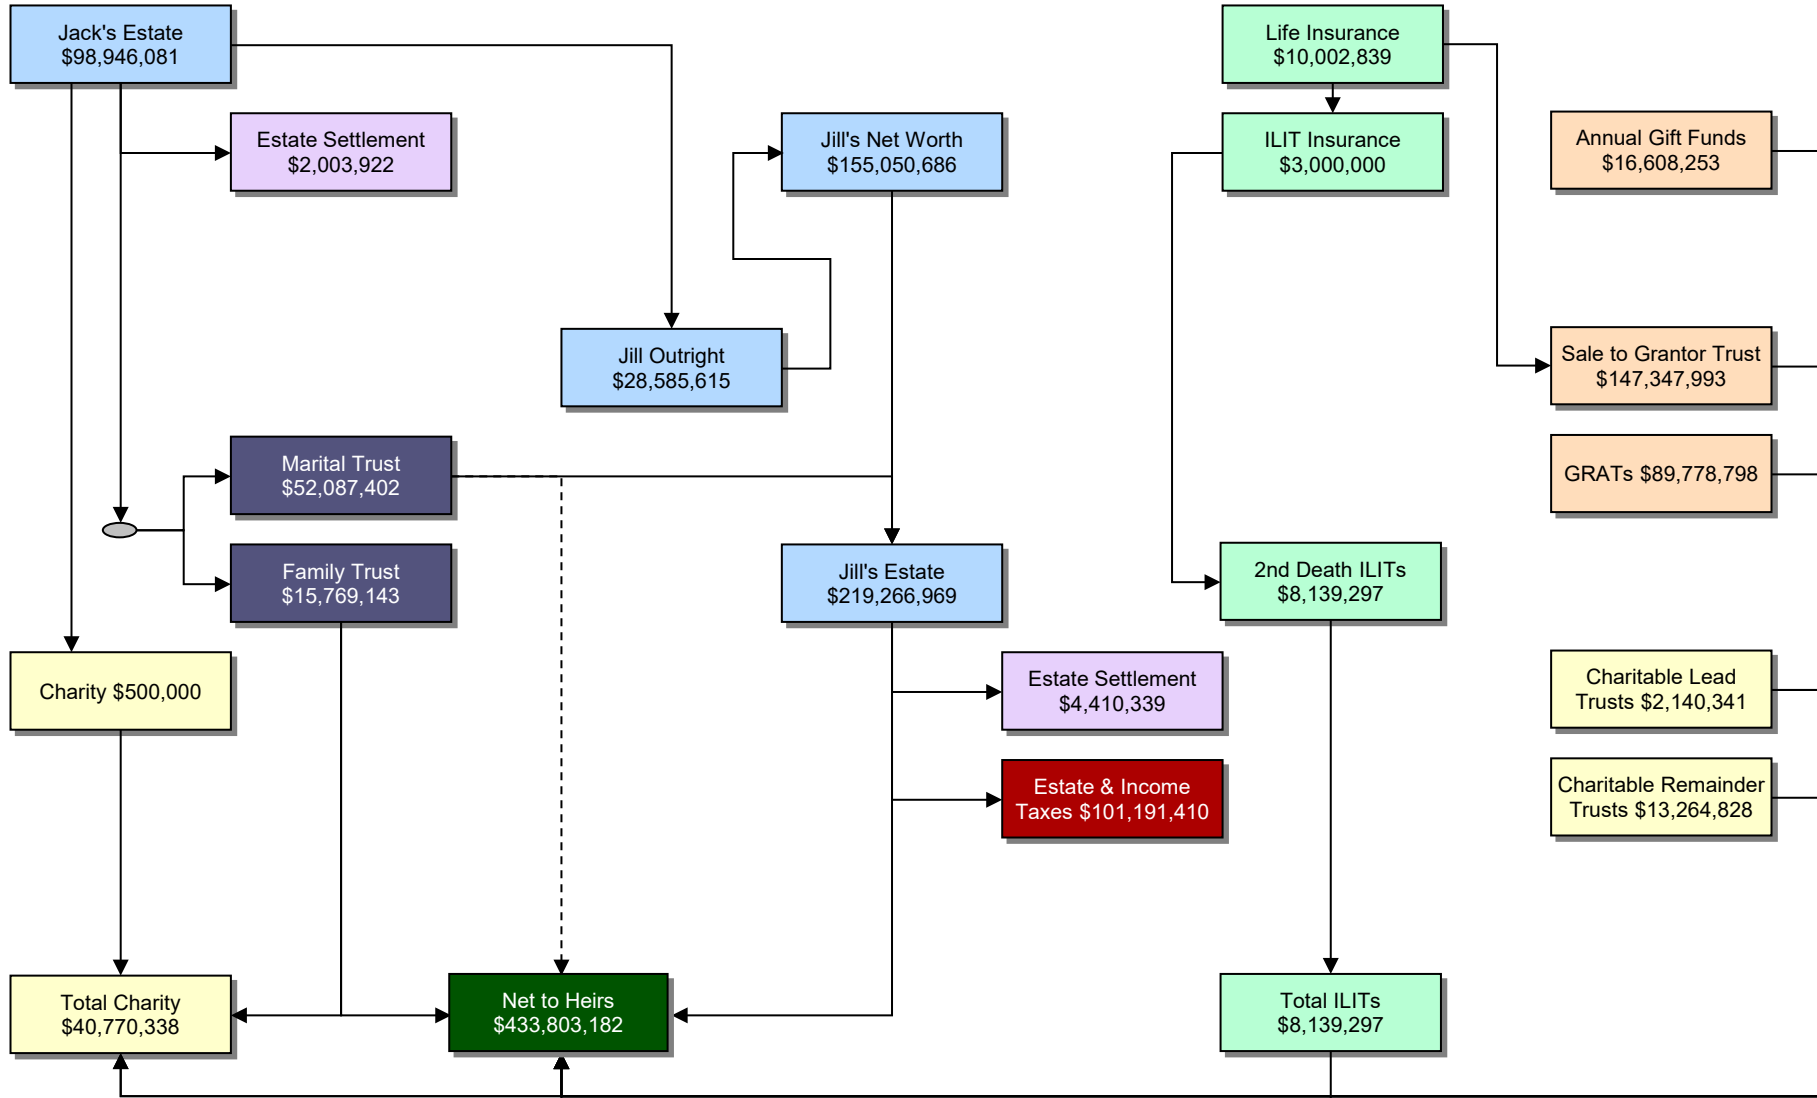 Jack's Estate
$98,946,081
Life Insurance
$10,002,839
Estate Settlement
$2,003,922
Jill's Net Worth
$155,050,686
ILIT Insurance
$3,000,000
Annual Gift Funds
$16,608,253
Jill Outright
$28,585,615
Sale to Grantor Trust
$147,347,993
Marital Trust
$52,087,402
GRATs $89,778,798
Family Trust
$15,769,143
Jill's Estate
$219,266,969
2nd Death ILITs
$8,139,297
Charity $500,000
Estate Settlement
$4,410,339
Charitable Lead
Trusts $2,140,341
Estate & Income
Taxes $101,191,410
Charitable Remainder
Trusts $13,264,828
Total Charity
$40,770,338
Net to Heirs
$433,803,182
Total ILITs
$8,139,297